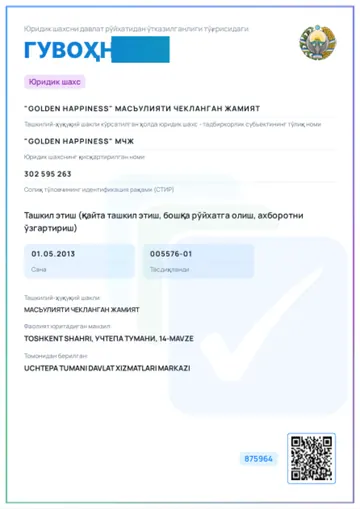 Юридик шахсни давлат рўйхатидан ўтказилганлиги тўғрисидаги
ГУВОҲН
Юридик шахс
"GOLDEN HAPPINESS" МАСЪУЛИЯТИ ЧЕКЛАНГАН ЖАМИЯТ
Ташкилий-ҳуқуқий шакли кўрсатилган ҳолда юридик шахс - тадбиркорлик субъектининг тўлиқ номи
"GOLDEN HAPPINESS" МЧЖ
Юридик шахснинг қисқартирилган номи
302 595 263
Солиқ тўловчининг идентификация рақами (СТИР)
Ташкил этиш (қайта ташкил этиш, бошқа рўйхатга олиш, ахборотни
ўзгартириш)
01.05.2013 005576-01
Сана Тасдиқланди
Ташкилий-ҳуқуқий шакли
МАСЪУЛИЯТИ ЧЕКЛАНГАН ЖАМИЯТ
Фаолият юритадиган манзил
TOSHKENT SHAHRI, УЧТЕПА ТУМАНИ, 14-MAVZE
Томонидан берилган
UCHTEPA TUMANI DAVLAT XIZMATLARI MARKAZI
875964